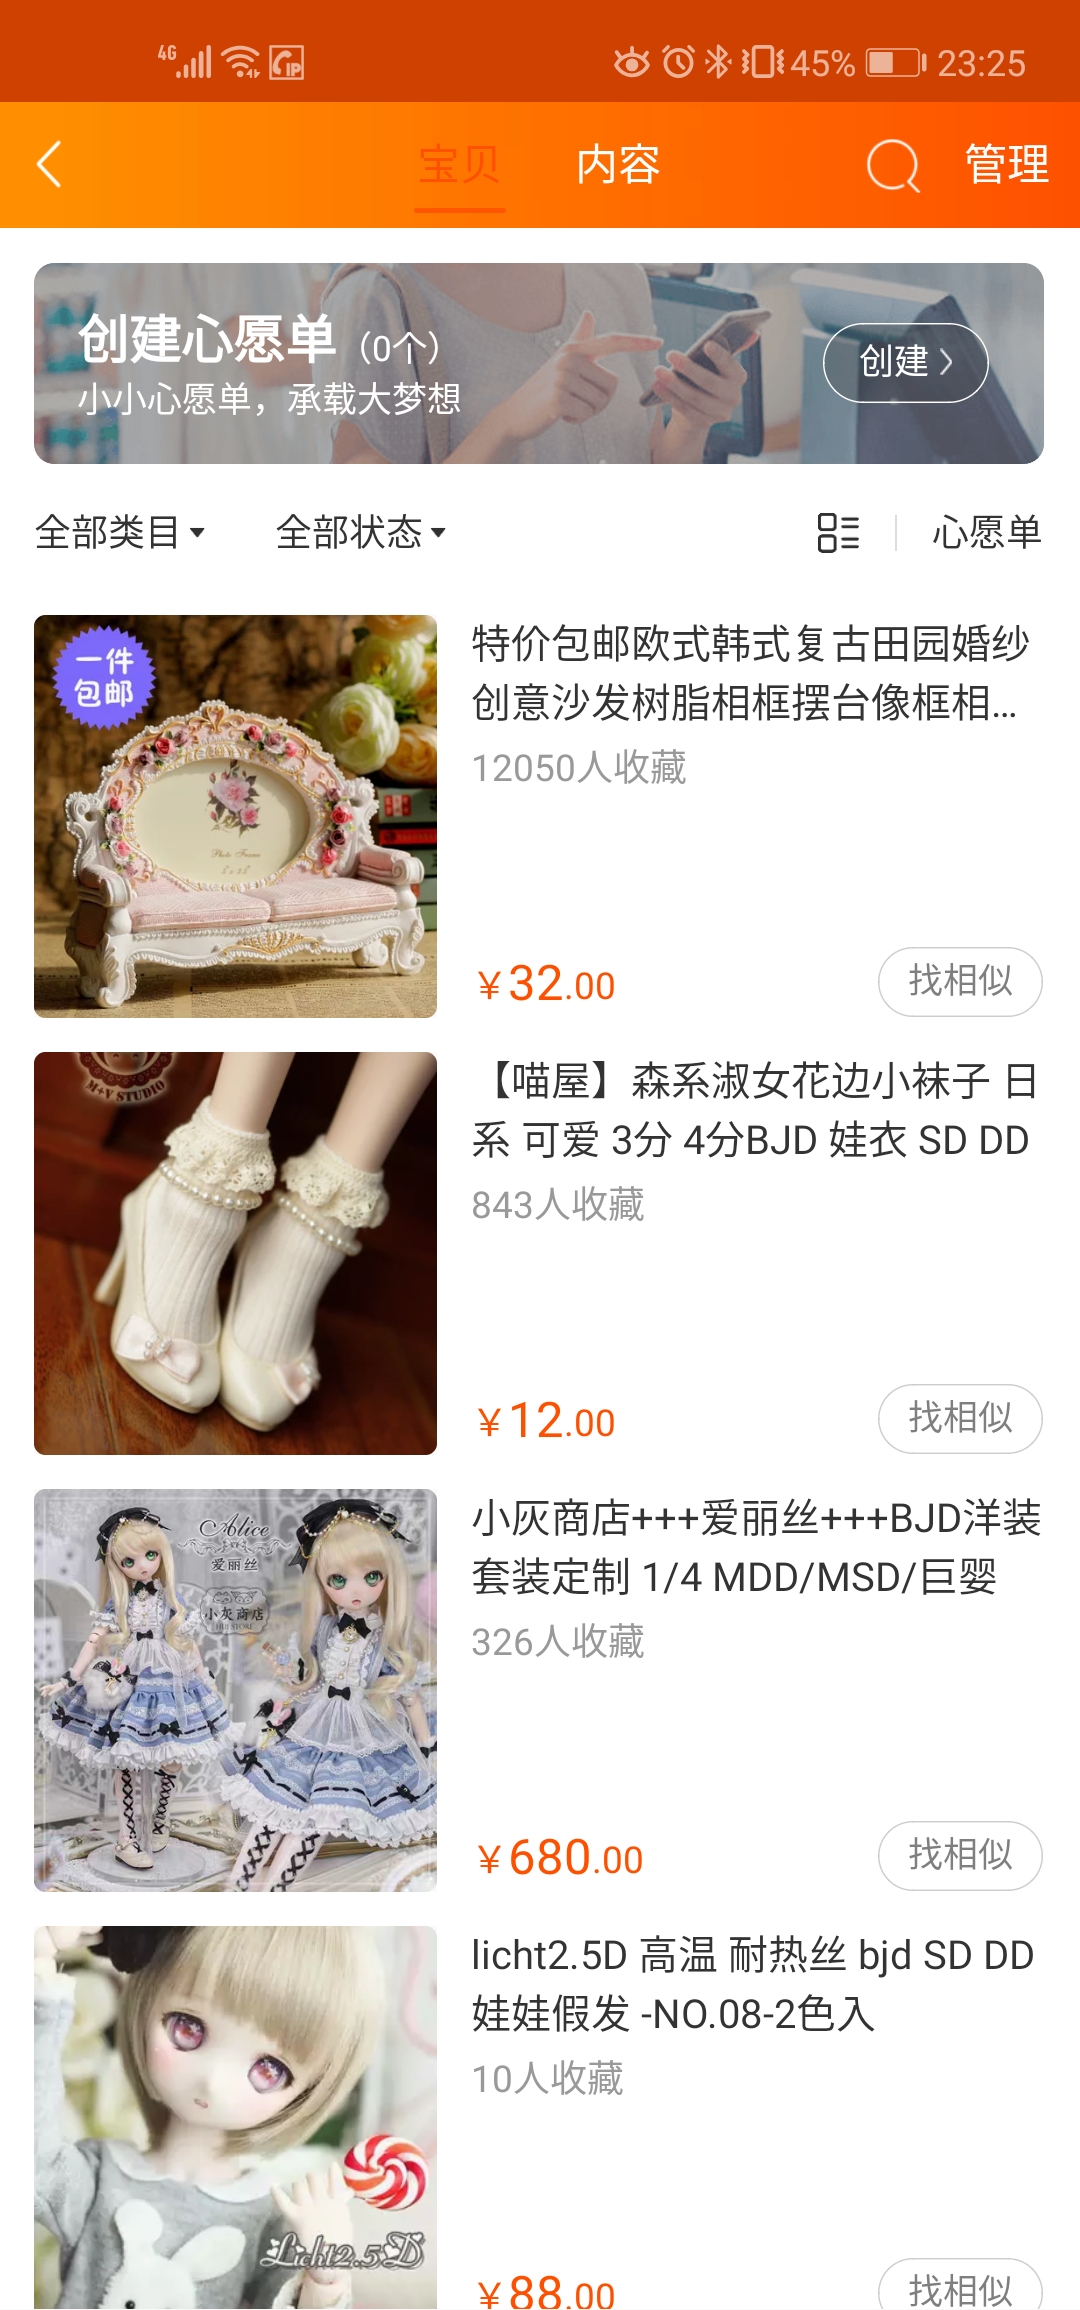 4G
45% 23:25
宝贝 内容 管理
创建心愿单 (0个)
小小心愿单，承载大梦想
创建
全部类目 全部状态 心愿单
一件
包邮
Photo Frame
特价包邮欧式韩式复古田园婚纱
创意沙发树脂相框摆台像框相...
12050人收藏
¥32.00
找相似
M+V STUDIO
【喵屋】森系淑女花边小袜子 日
系 可爱 3分 4分BJD 娃衣 SD DD
843人收藏
¥12.00
找相似
Alice
爱丽丝
小灰商店
HUI STORE
小灰商店+++爱丽丝+++BJD洋装
套装定制 1/4 MDD/MSD/巨婴
326人收藏
¥680.00
找相似
Licht2.5D
licht2.5D 高温 耐热丝 bjd SD DD
娃娃假发 -NO.08-2色入
10人收藏
¥88.00
找相似